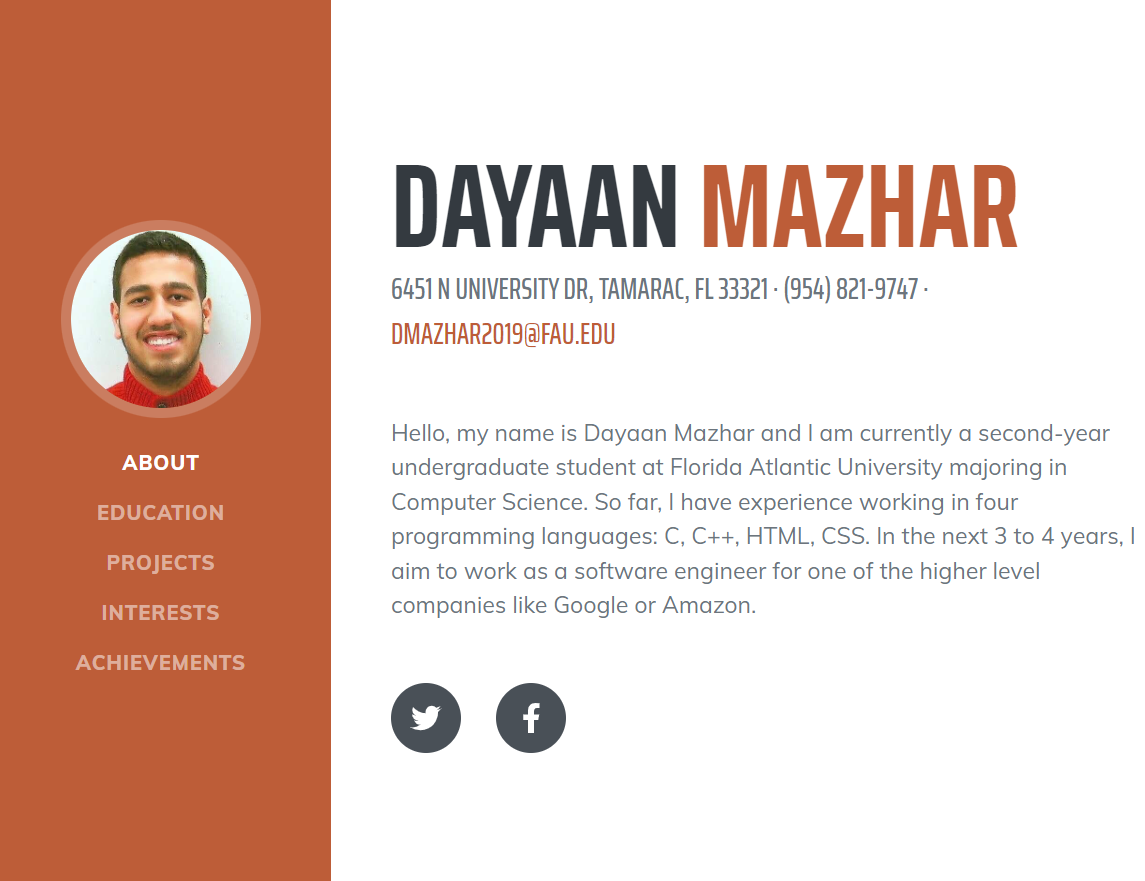 DAYAAN MAZHAR
6451 N UNIVERSITY DR, TAMARAC, FL 33321 · (954) 821-9747 ·
DMAZHAR2019@FAU.EDU
ABOUT
EDUCATION
PROJECTS
INTERESTS
ACHIEVEMENTS
Hello, my name is Dayaan Mazhar and I am currently a second-year
undergraduate student at Florida Atlantic University majoring in
Computer Science. So far, I have experience working in four
programming languages: C, C++, HTML, CSS. In the next 3 to 4 years, I
aim to work as a software engineer for one of the higher level
companies like Google or Amazon.